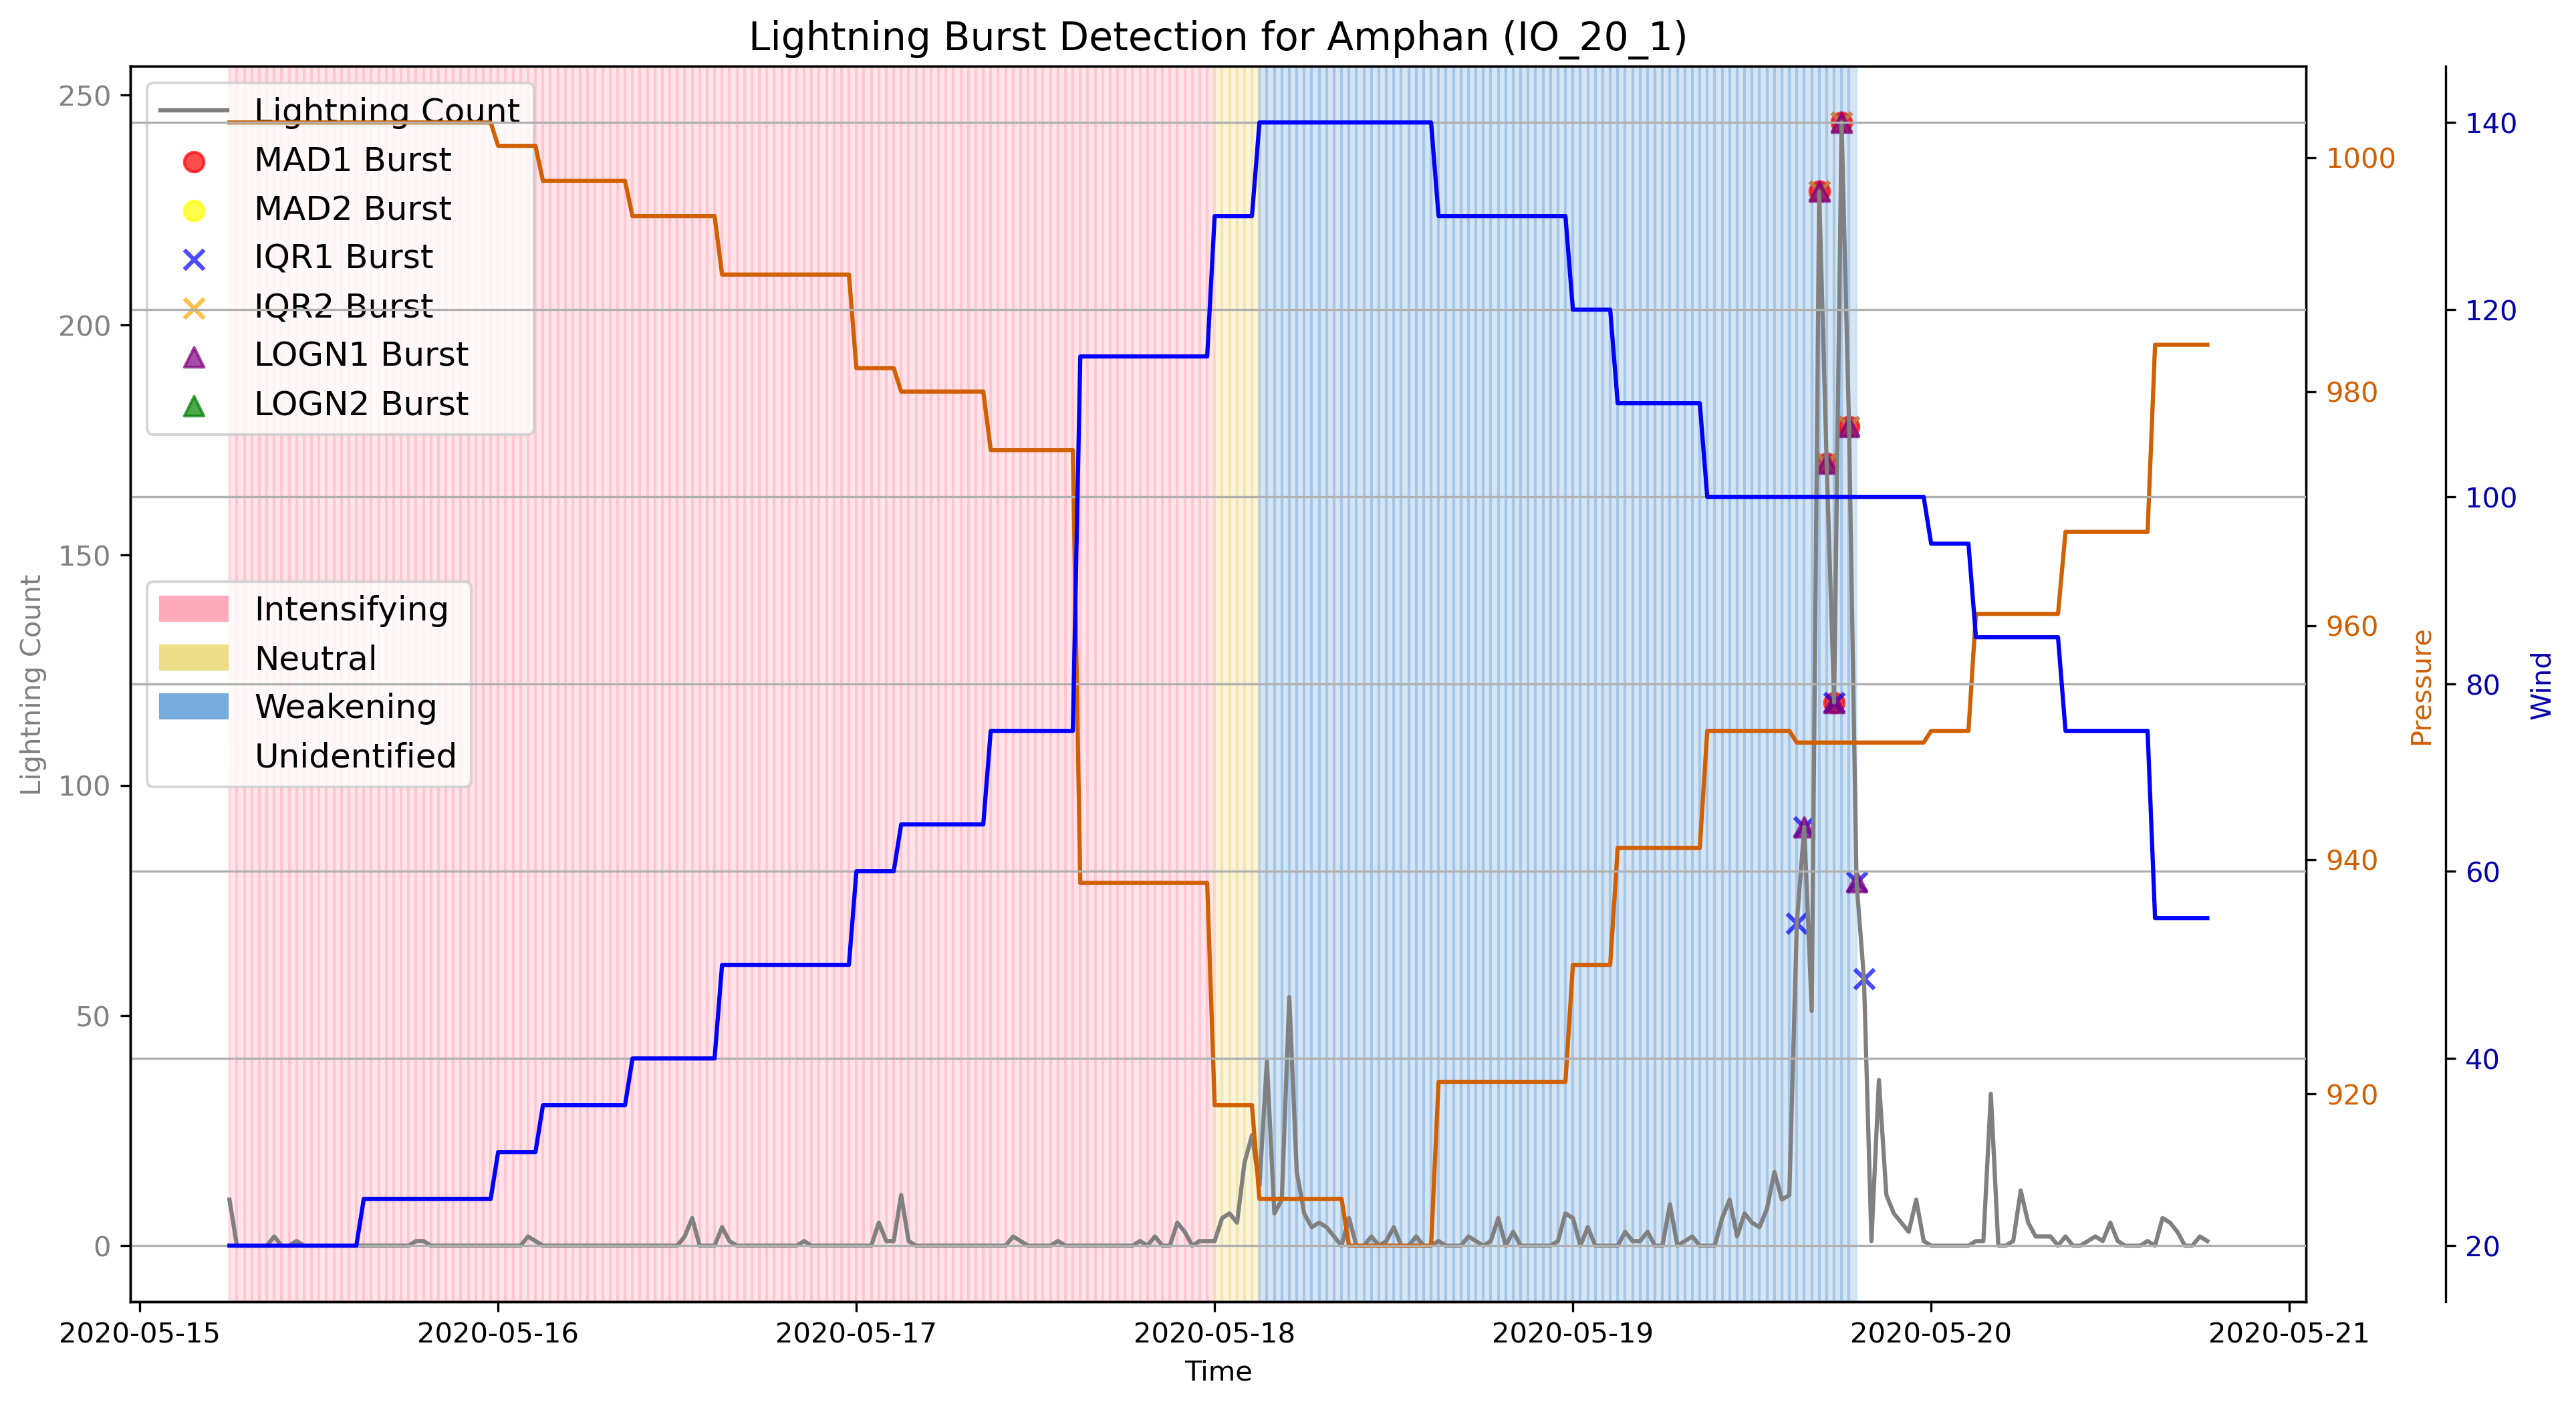 Lightning Burst Detection for Amphan (IO_20_1)
Lightning Count
MAD1 Burst
MAD2 Burst
IQR1 Burst
IQR2 Burst
LOGN1 Burst
LOGN2 Burst
Intensifying
Neutral
Weakening
Unidentified
250
200
150
100
50
0
Lightning Count
1000
980
960
940
920
Pressure
140
120
100
80
60
40
20
Wind
2020-05-15
2020-05-16
2020-05-17
2020-05-18
2020-05-19
2020-05-20
2020-05-21
Time